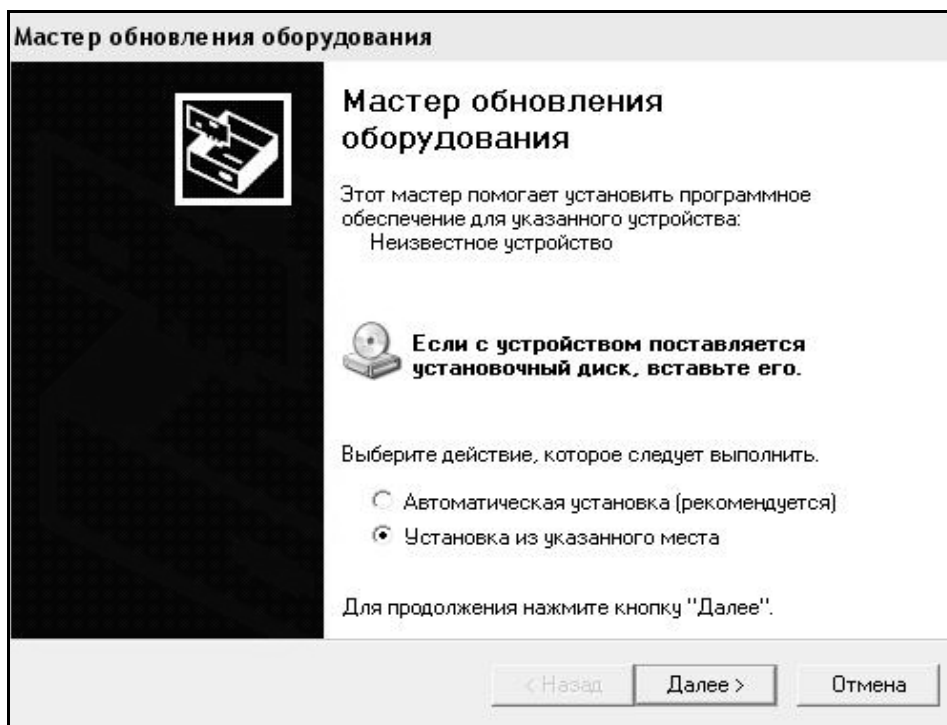 Мастер обновления оборудования
Мастер обновления
оборудования
Этот мастер помогает установить программное
обеспечение для указанного устройства:
Неизвестное устройство
Если с устройством поставляется
установочный диск, вставьте его.
Выберите действие, которое следует выполнить.
Автоматическая установка (рекомендуется)
Установка из указанного места
Для продолжения нажмите кнопку "Далее".
< Назад Далее > Отмена